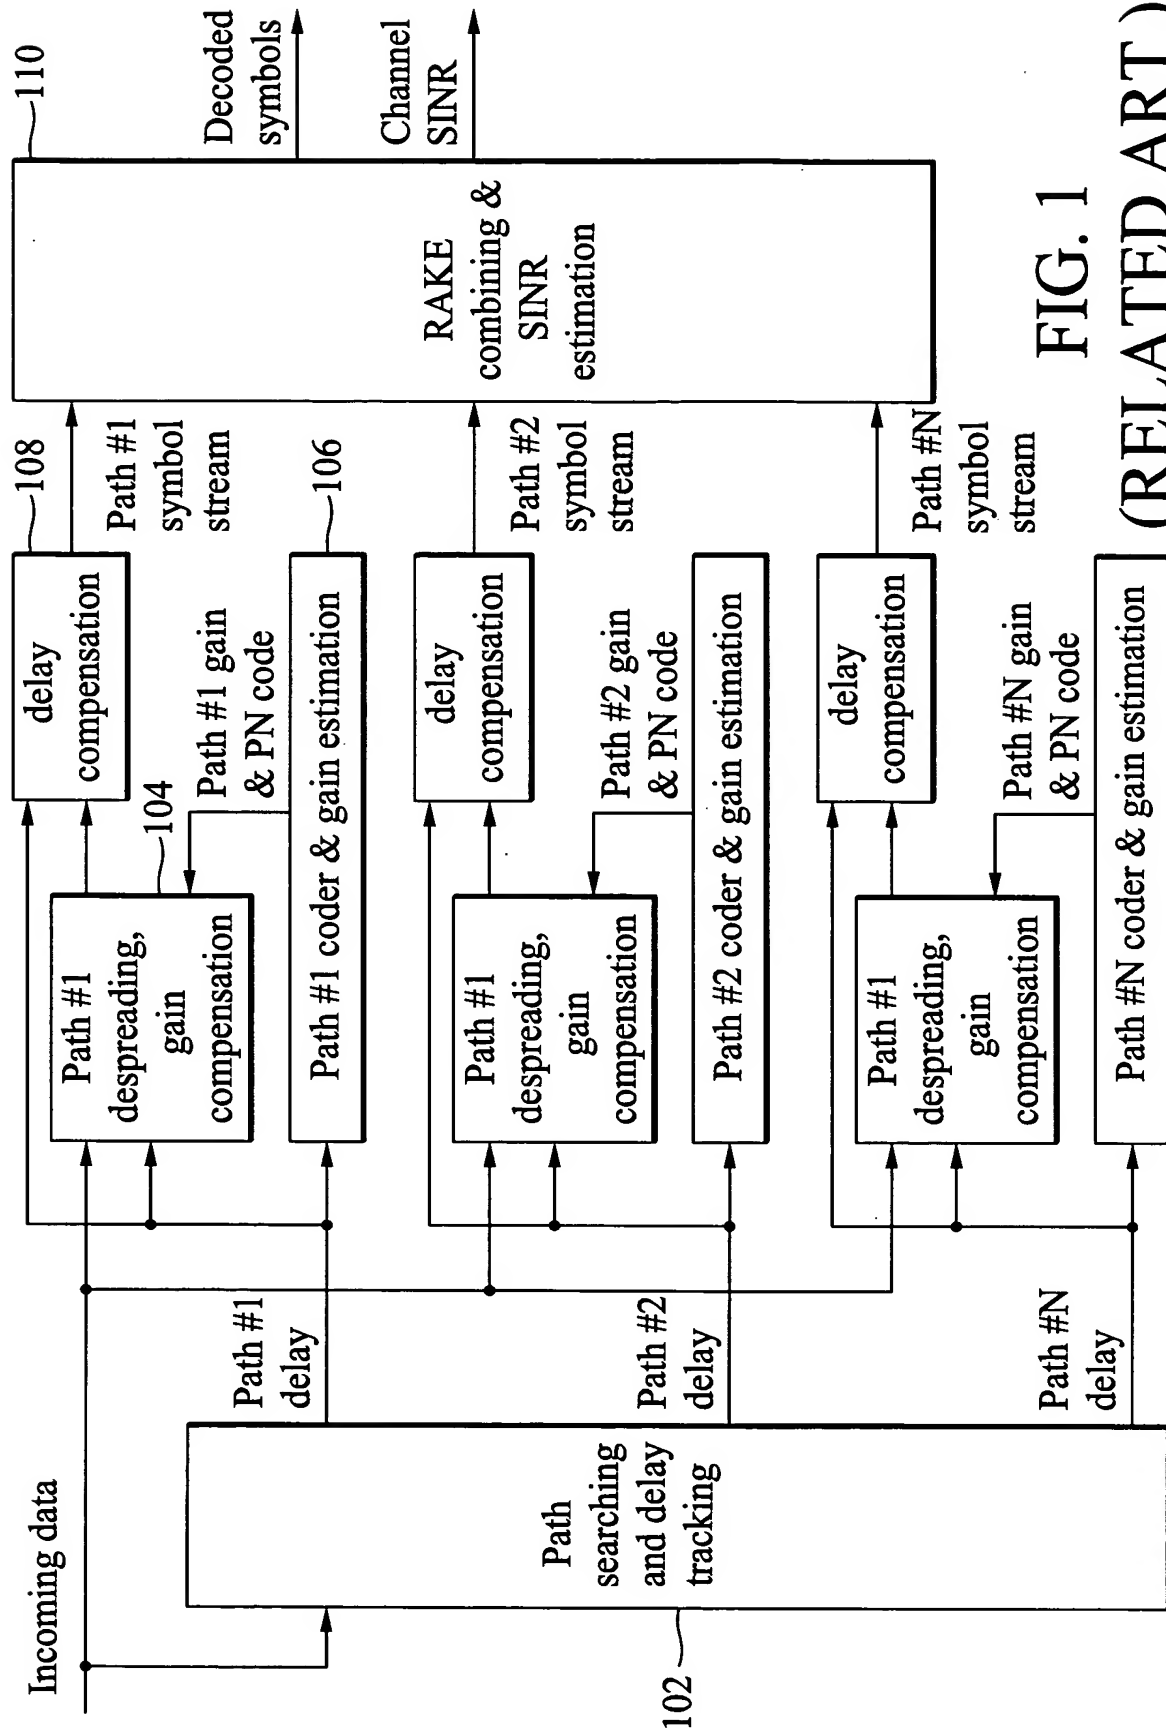 Incoming data
102
Path
searching
and delay
tracking
Path #1
delay
Path #2
delay
Path #N
delay
Path #1
despreading,
gain
compensation
104
Path #1 gain
& PN code
Path #1 coder & gain estimation
106
delay
compensation
108
Path #1
symbol
stream
Path #1
despreading,
gain
compensation
Path #2 gain
& PN code
Path #2 coder & gain estimation
delay
compensation
Path #2
symbol
stream
Path #1
despreading,
gain
compensation
Path #N gain
& PN code
Path #N coder & gain estimation
delay
compensation
Path #N
symbol
stream
RAKE
combining &
SINR
estimation
110
Decoded
symbols
Channel
SINR
FIG. 1
(RELATED ART)